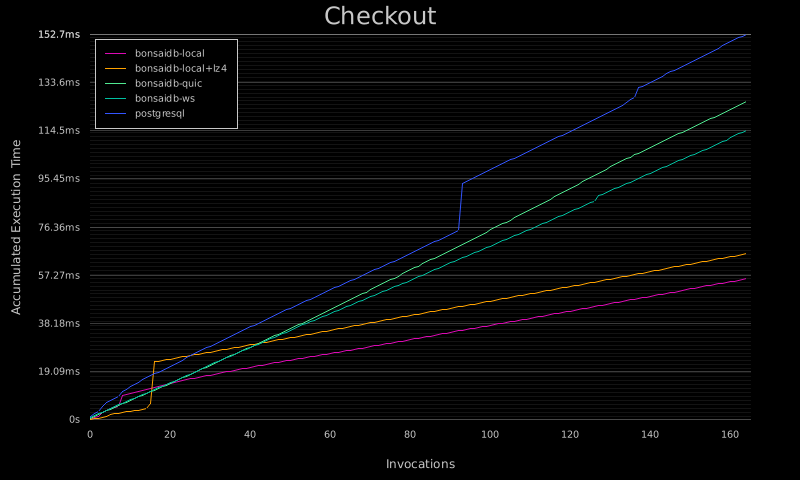 Checkout
152.7ms
133.6ms
114.5ms
95.45ms
76.36ms
57.27ms
38.18ms
19.09ms
0s
bonsaidb-local
bonsaidb-local+lz4
bonsaidb-quic
bonsaidb-ws
postgresql
Accumulated Execution Time
0 20 40 60 80 100 120 140 160
Invocations